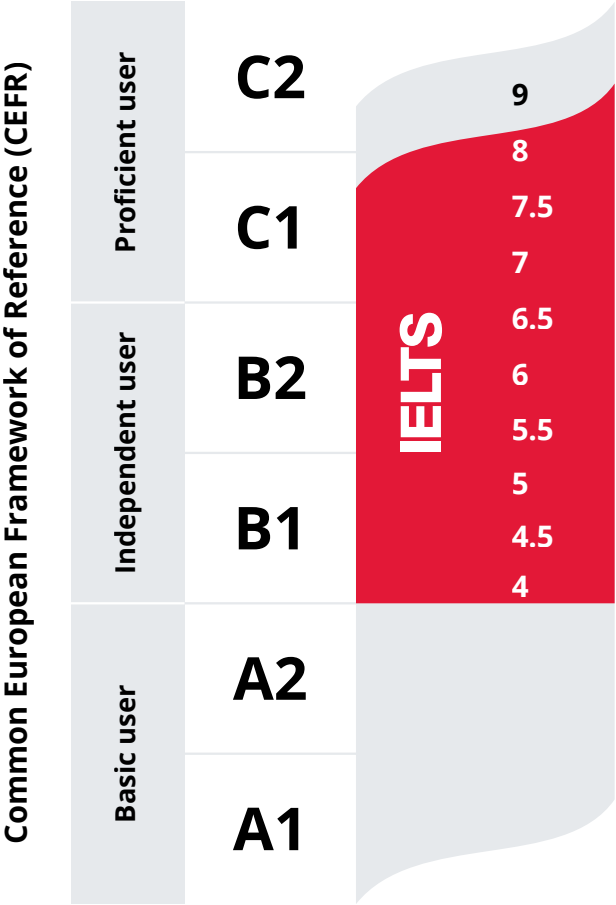 Common European Framework of Reference (CEFR)
Proficient user
C2
C1
Independent user
B2
B1
Basic user
A2
A1
IELTS
9
8
7.5
7
6.5
6
5.5
5
4.5
4